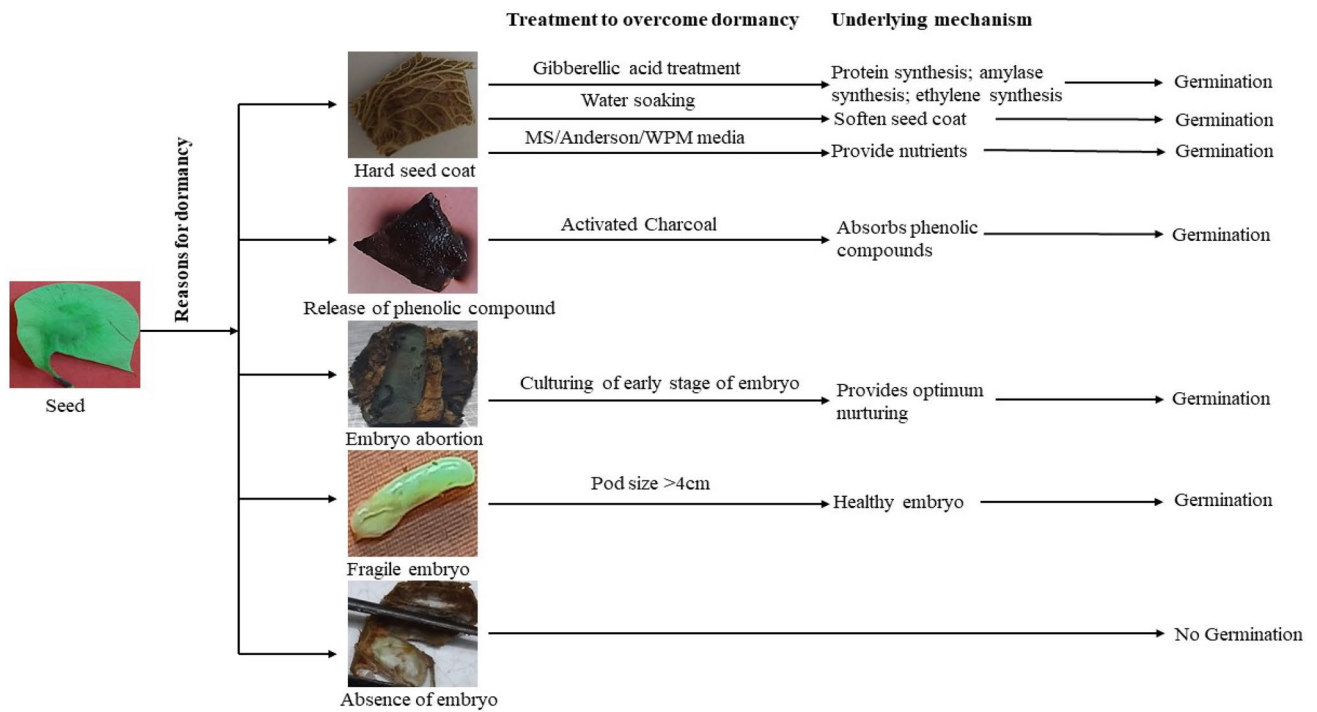 Treatment to overcome dormancy
Underlying mechanism
Reasons for dormancy
Seed
Hard seed coat
Gibberellic acid treatment
Protein synthesis; amylase
synthesis; ethylene synthesis
Germination
Water soaking
Soften seed coat
Germination
MS/Anderson/WPM media
Provide nutrients
Germination
Release of phenolic compound
Activated Charcoal
Absorbs phenolic
compounds
Germination
Embryo abortion
Culturing of early stage of embryo
Provides optimum
nurturing
Germination
Fragile embryo
Pod size >4cm
Healthy embryo
Germination
Absence of embryo
No Germination